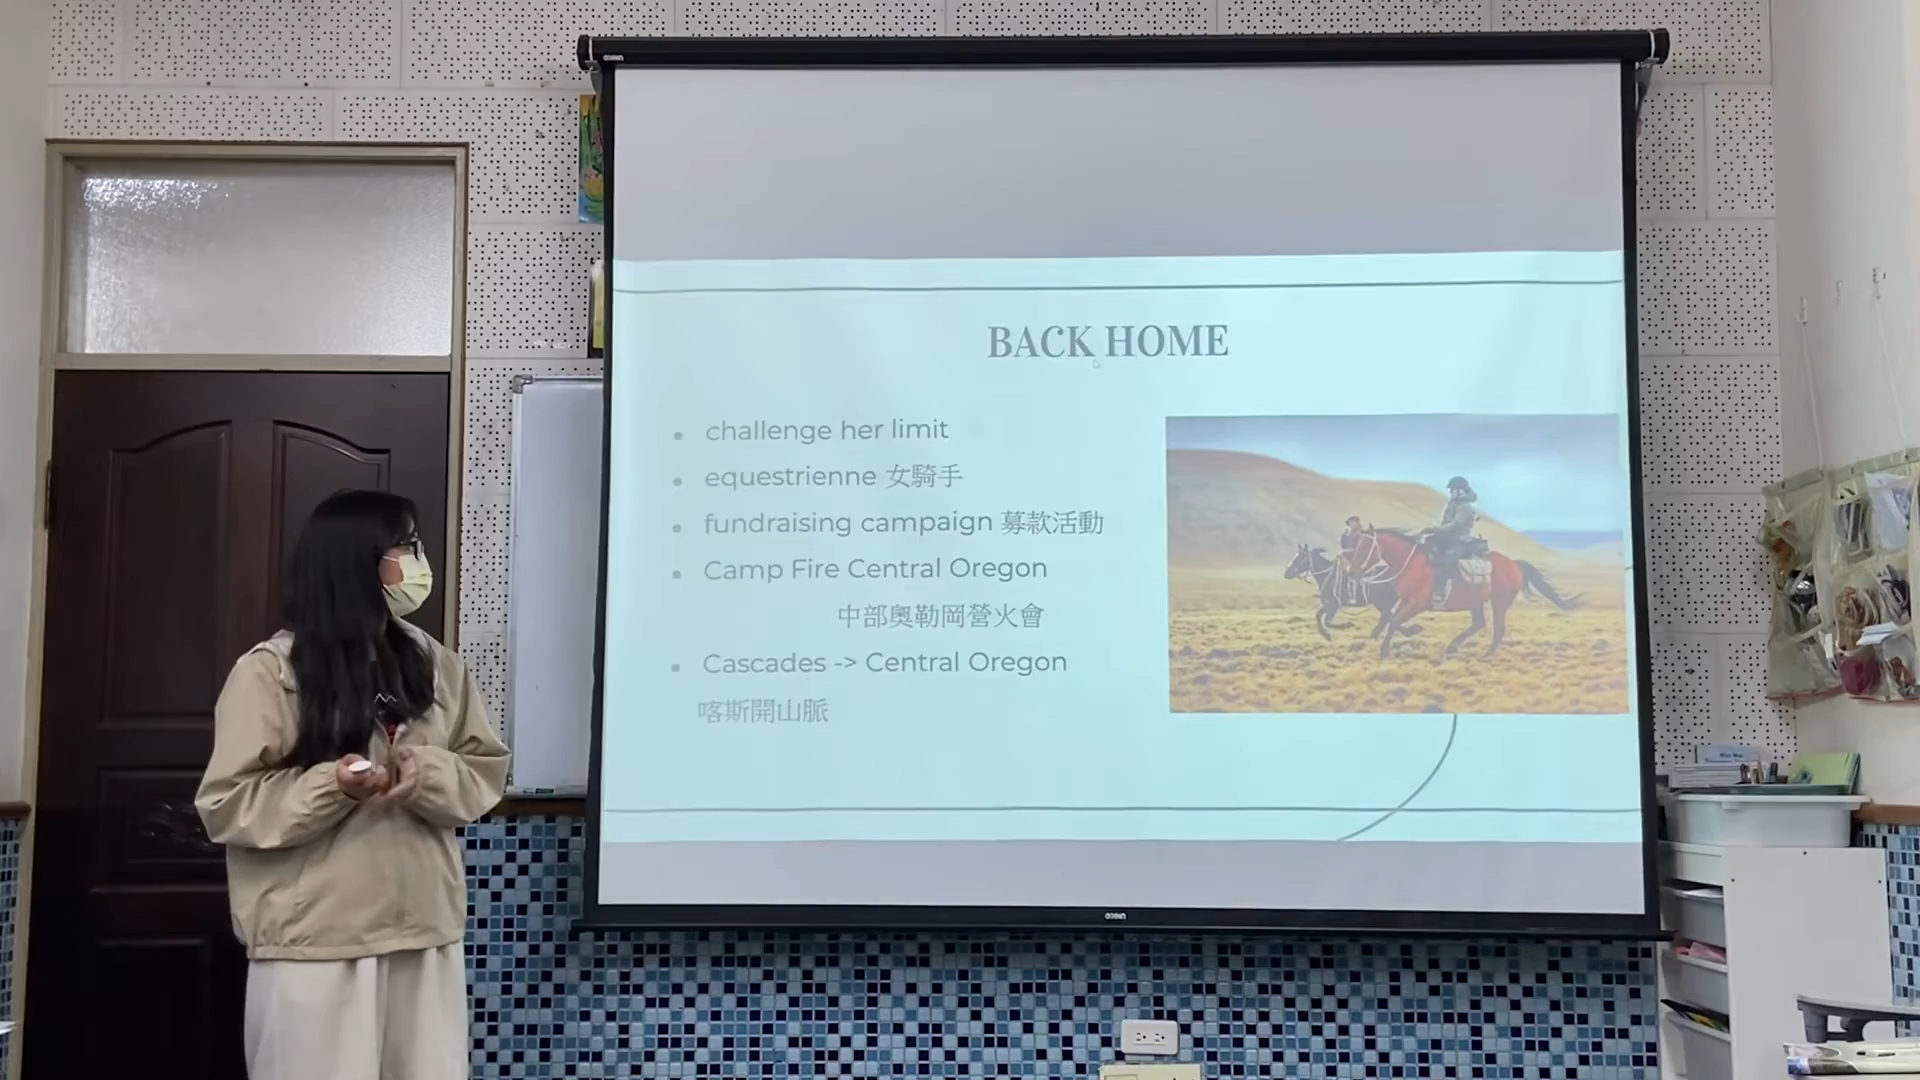 BACK HOME
challenge her limit
equestrienne 女騎手
fundraising campaign 募款活動
Camp Fire Central Oregon
中部奧勒岡營火會
Cascades -> Central Oregon
喀斯開山脈